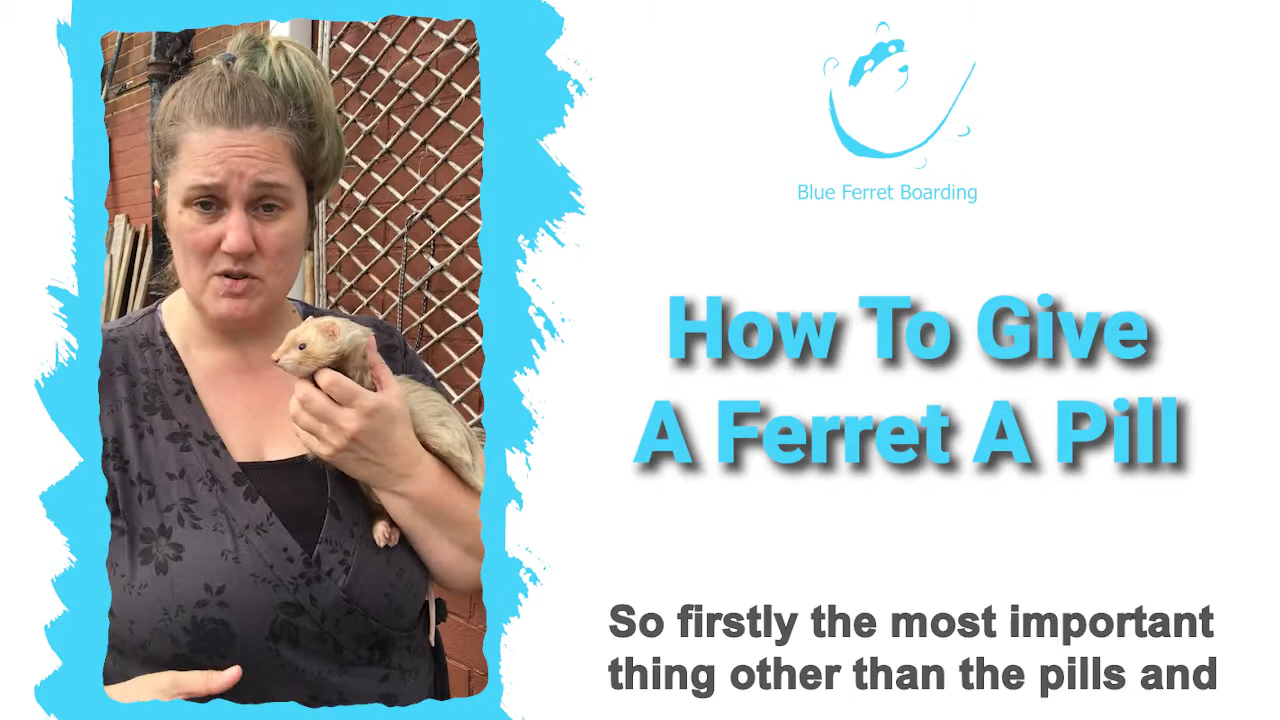 Blue Ferret Boarding
How To Give
A Ferret A Pill
So firstly the most important
thing other than the pills and